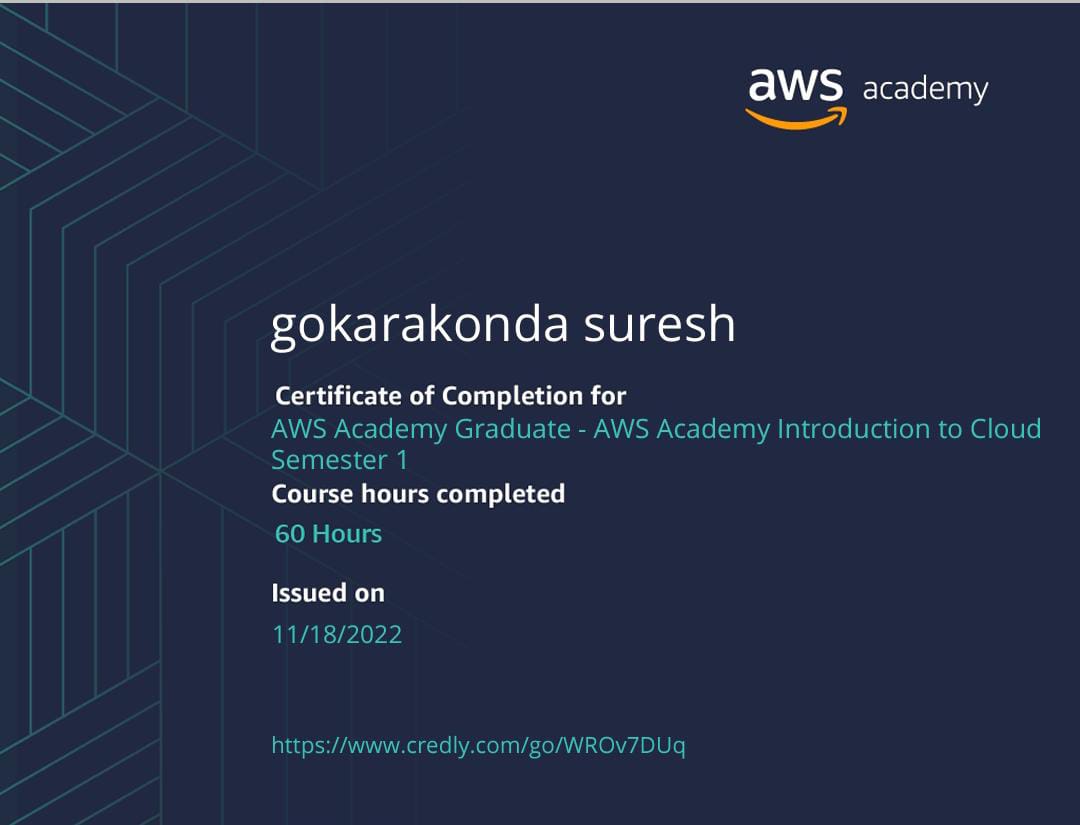 aws academy
gokarakonda suresh
Certificate of Completion for
AWS Academy Graduate - AWS Academy Introduction to Cloud
Semester 1
Course hours completed
60 Hours
Issued on
11/18/2022
https://www.credly.com/go/WROv7DUq